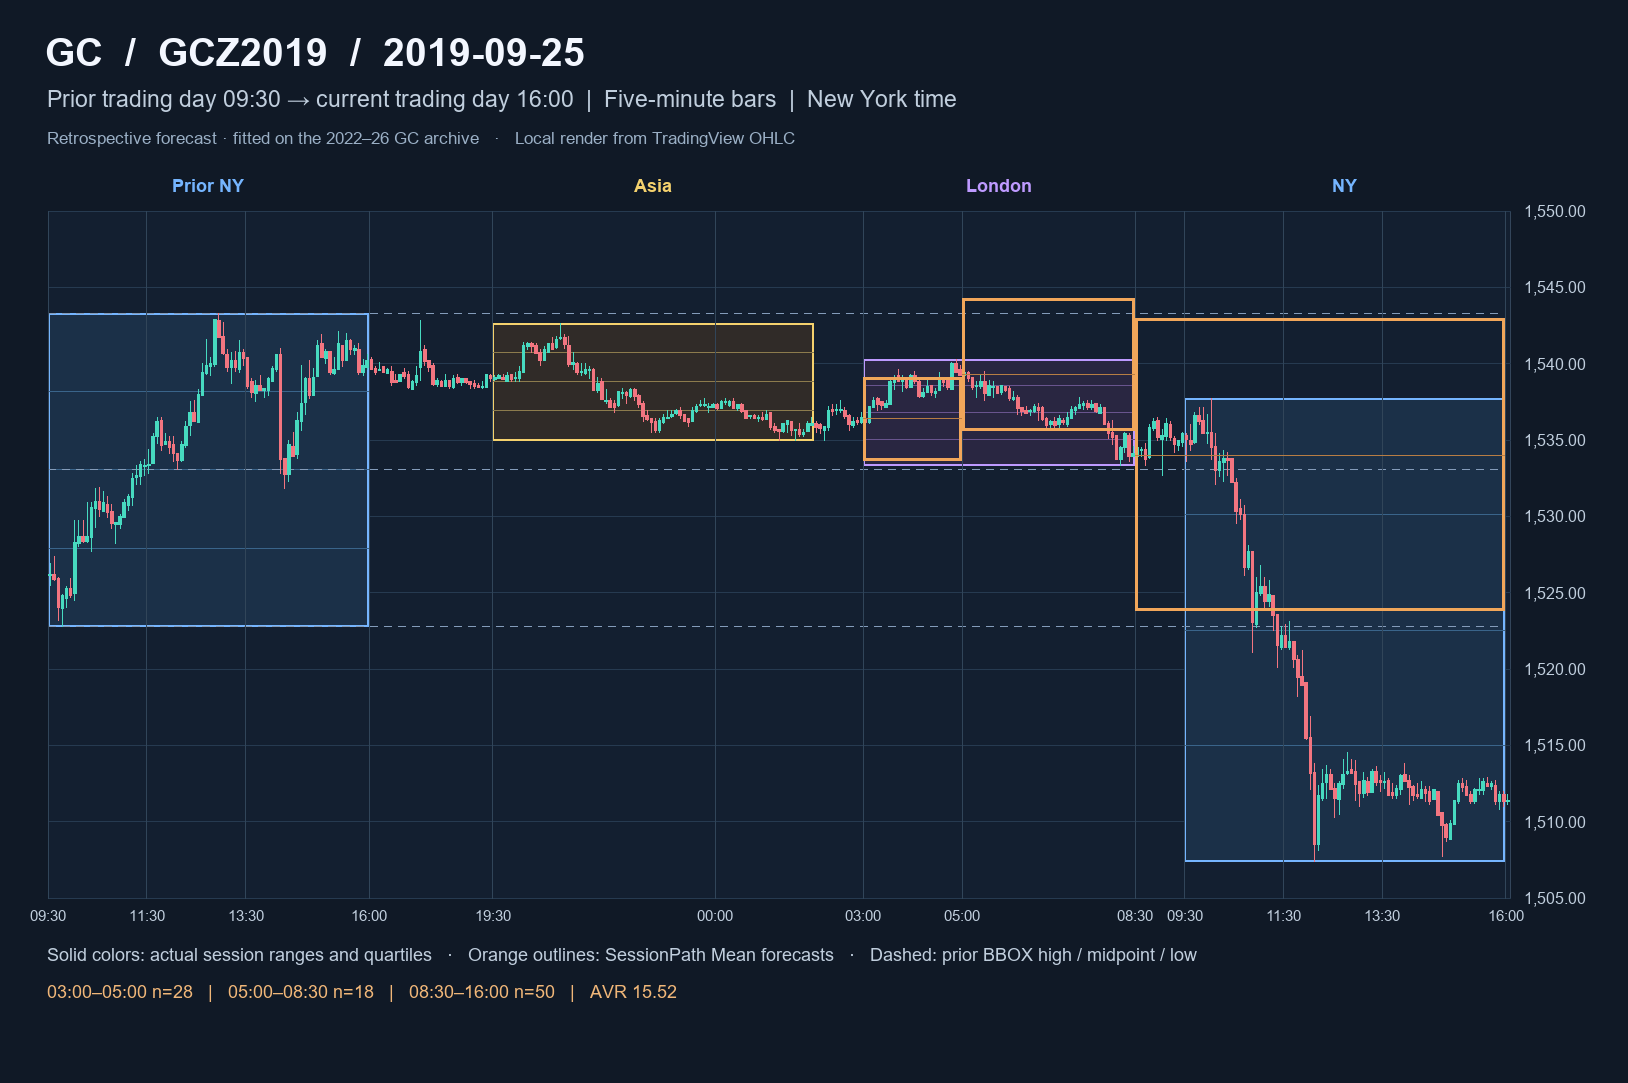 GC / GCZ2019 / 2019-09-25
Prior trading day 09:30 → current trading day 16:00 | Five-minute bars | New York time
Retrospective forecast · fitted on the 2022–26 GC archive · Local render from TradingView OHLC
Prior NY Asia London NY
1,550.00
1,545.00
1,540.00
1,535.00
1,530.00
1,525.00
1,520.00
1,515.00
1,510.00
1,505.00
09:30 11:30 13:30 16:00 19:30 00:00 03:00 05:00 08:30 09:30 11:30 13:30 16:00
Solid colors: actual session ranges and quartiles · Orange outlines: SessionPath Mean forecasts · Dashed: prior BBOX high / midpoint / low
03:00–05:00 n=28 | 05:00–08:30 n=18 | 08:30–16:00 n=50 | AVR 15.52